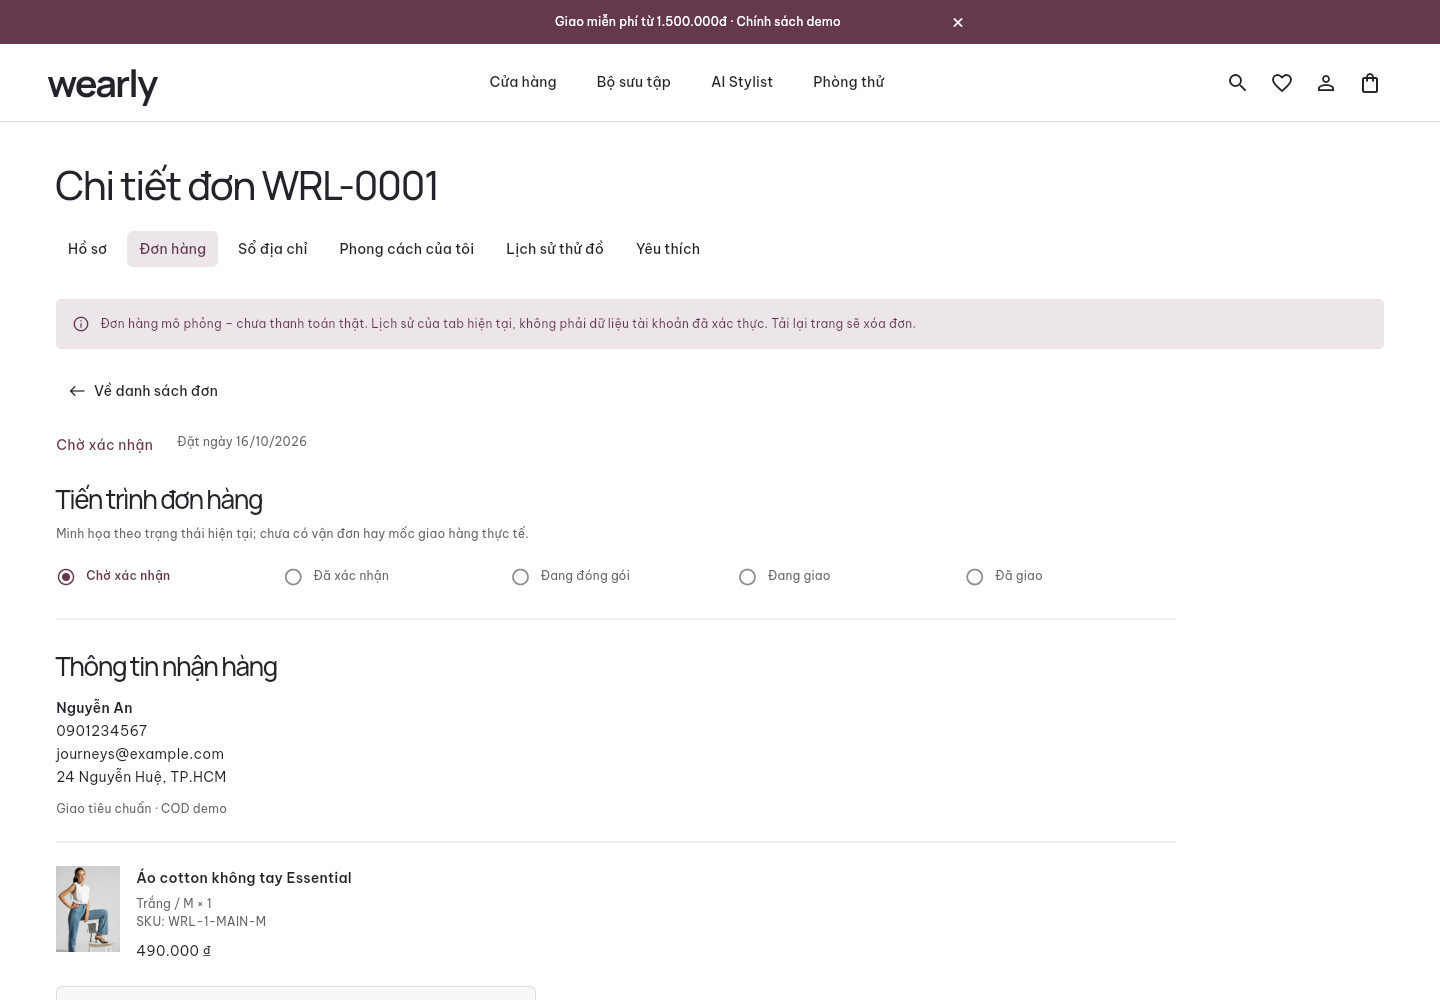 Giao miễn phí từ 1.500.000đ · Chính sách demo
wearly
Cửa hàng
Bộ sưu tập
AI Stylist
Phòng thử
Chi tiết đơn WRL-0001
Hồ sơ
Đơn hàng
Sổ địa chỉ
Phong cách của tôi
Lịch sử thử đồ
Yêu thích
Đơn hàng mô phỏng – chưa thanh toán thật. Lịch sử của tab hiện tại, không phải dữ liệu tài khoản đã xác thực. Tải lại trang sẽ xóa đơn.
Về danh sách đơn
Chờ xác nhận
Đặt ngày 16/10/2026
Tiến trình đơn hàng
Minh họa theo trạng thái hiện tại; chưa có vận đơn hay mốc giao hàng thực tế.
Chờ xác nhận
Đã xác nhận
Đang đóng gói
Đang giao
Đã giao
Thông tin nhận hàng
Nguyễn An
0901234567
journeys@example.com
24 Nguyễn Huệ, TP.HCM
Giao tiêu chuẩn · COD demo
Áo cotton không tay Essential
Trắng / M × 1
SKU: WRL-1-MAIN-M
490.000 ₫